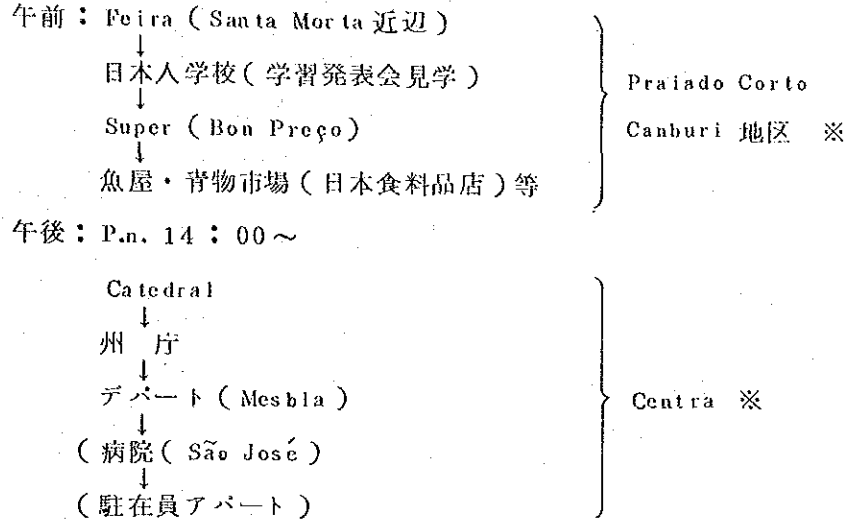 午前：Feira（Santa Morta 近辺）
↓
日本人学校（学習発表会見学）
↓
Super（Bon Preço）
↓
魚屋・青物市場（日本食料品店）等
Praiado Corto
Canburi 地区 ※
午後：P.n. 14：00～
Catedral
↓
州 庁
↓
デパート（Mesbla）
↓
（病院（São José）
↓
（駐在員アパート）
Centra ※